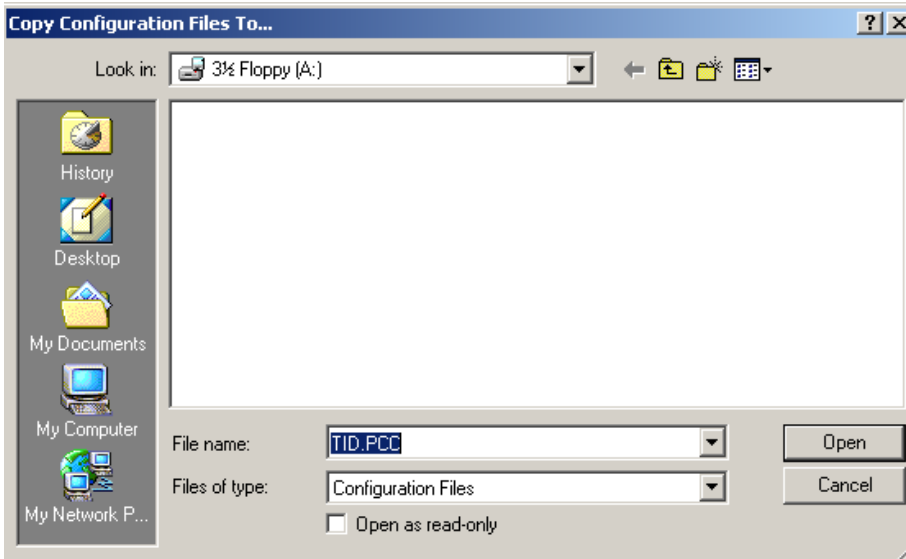 Copy Configuration Files To...
Look in: 3½ Floppy (A:)
History
Desktop
My Documents
My Computer
My Network P...
File name: TID.PCC Open
Files of type: Configuration Files Cancel
Open as read-only